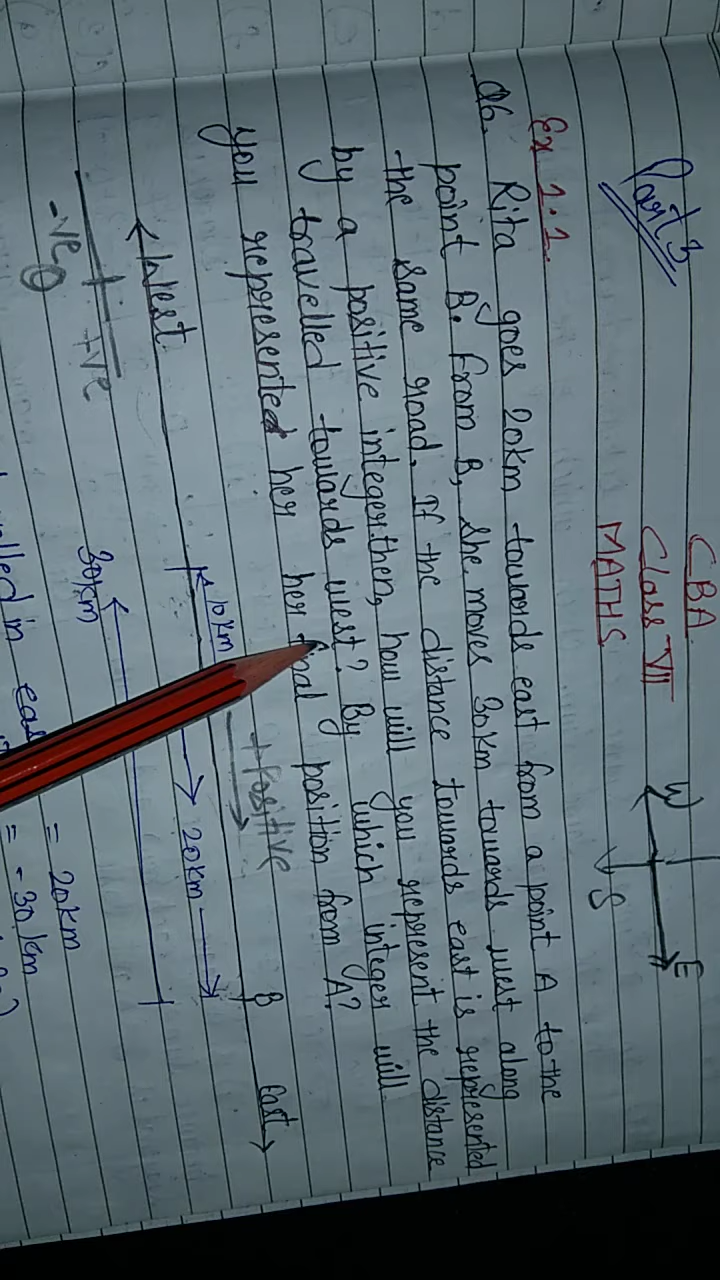 Part 3
CBA
Class VII
MATHS
W
E
S
Ex 1.1
Q6. Rita goes 20km towards east from a point A to the
point B. From B, she moves 30km towards west along
the same road. If the distance towards east is represented
by a positive integer then, how will you represent the distance
travelled towards west? By which integer will
you represented her her final position from A?
+Positive
B
East
10km
20km
West
30km
-ve 0 +ve
= 20km
= -30km